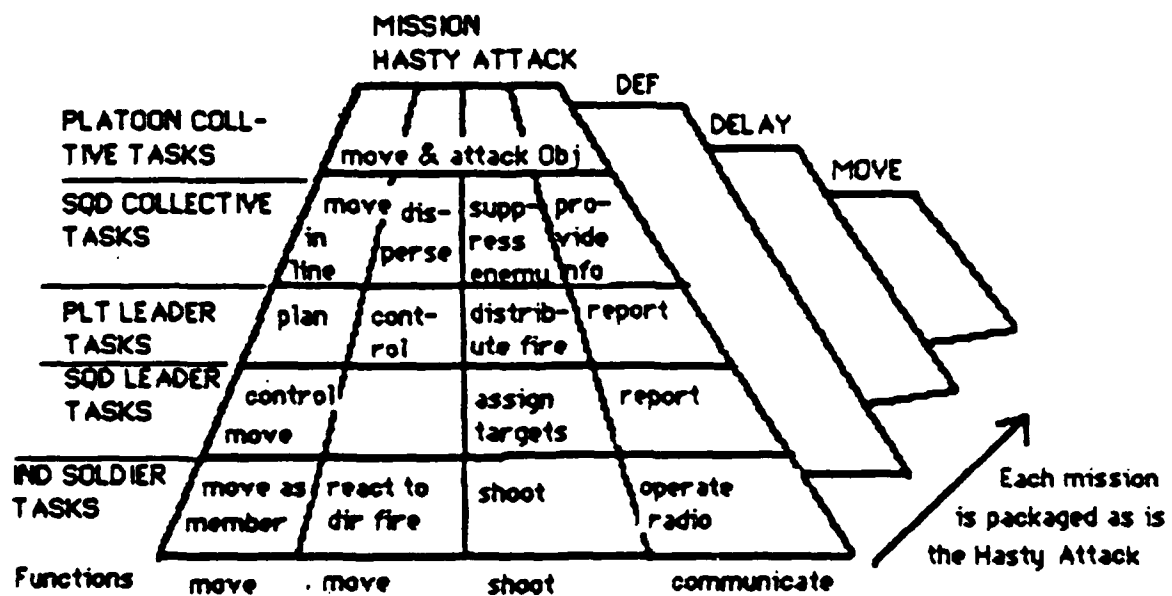 MISSION
HASTY ATTACK
DEF
DELAY
MOVE
PLATOON COLL-
TIVE TASKS
move & attack Obj
SQD COLLECTIVE
TASKS
move
in
line
dis-
perse
supp-
ress
enemy
pro-
vide
info
PLT LEADER
TASKS
plan
cont-
rol
distrib-
ute fire
report
SQD LEADER
TASKS
control
move
assign
targets
report
IND SOLDIER
TASKS
move as
member
react to
dir fire
shoot
operate
radio
Each mission
is packaged as is
the Hasty Attack
Functions
move
move
shoot
communicate